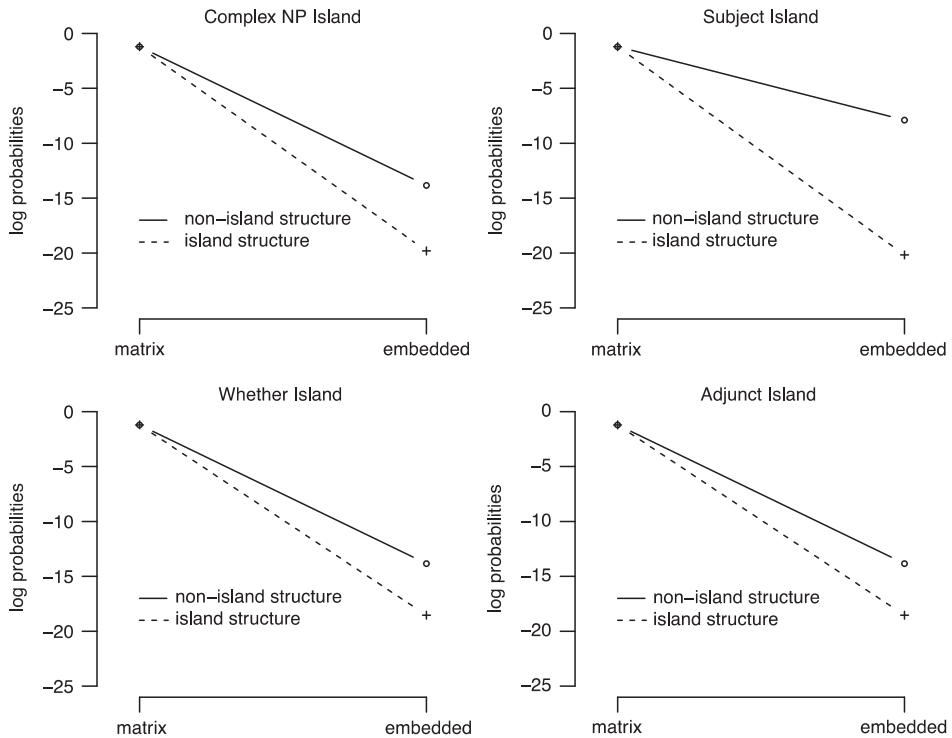 Complex NP Island
log probabilities
0
−5
−10
−15
−20
−25
non−island structure
island structure
matrix
embedded
Subject Island
log probabilities
0
−5
−10
−15
−20
−25
non−island structure
island structure
matrix
embedded
Whether Island
log probabilities
0
−5
−10
−15
−20
−25
non−island structure
island structure
matrix
embedded
Adjunct Island
log probabilities
0
−5
−10
−15
−20
−25
non−island structure
island structure
matrix
embedded